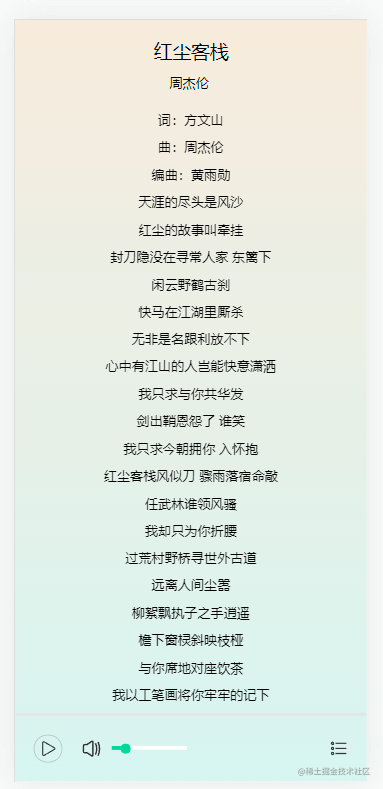 红尘客栈
周杰伦
词：方文山
曲：周杰伦
编曲：黄雨勋
天涯的尽头是风沙
红尘的故事叫牵挂
封刀隐没在寻常人家 东篱下
闲云野鹤古刹
快马在江湖里厮杀
无非是名跟利放不下
心中有江山的人岂能快意潇洒
我只求与你共华发
剑出鞘恩怨了 谁笑
我只求今朝拥你 入怀抱
红尘客栈风似刀 骤雨落宿命敲
任武林谁领风骚
我却只为你折腰
过荒村野桥寻世外古道
远离人间尘嚣
柳絮飘执子之手逍遥
檐下窗棂斜映枝桠
与你席地对座饮茶
我以工笔画将你牢牢的记下
@稀土掘金技术社区